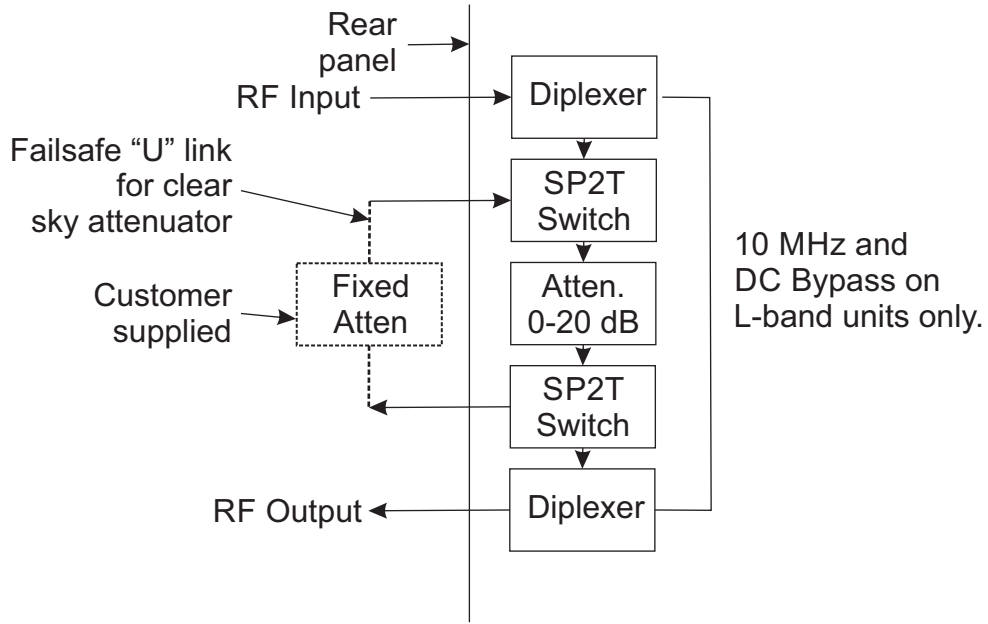 Rear
panel
RF Input
Diplexer
Failsafe “U” link
for clear
sky attenuator
SP2T
Switch
10 MHz and
DC Bypass on
L-band units only.
Customer
supplied
Fixed
Atten
Atten.
0-20 dB
SP2T
Switch
RF Output
Diplexer